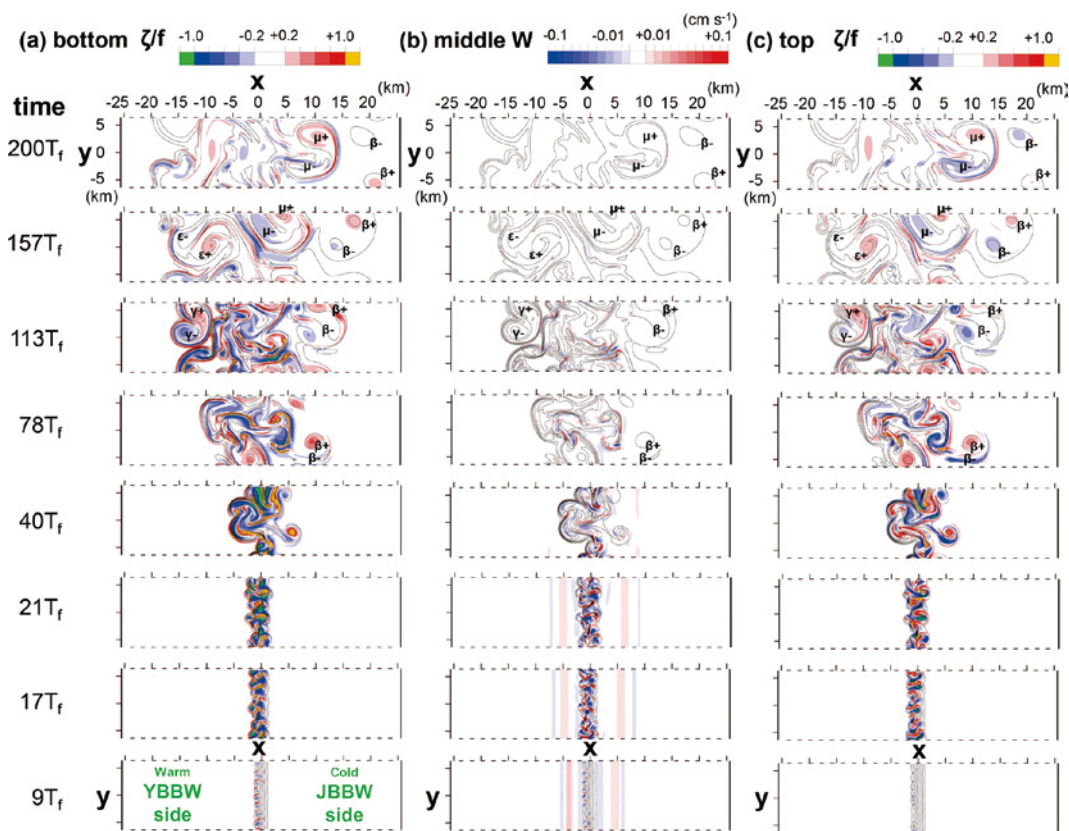 (a) bottom ζ/f
-1.0 -0.2 +0.2 +1.0
(b) middle W
(cm s⁻¹)
-0.1 -0.01 +0.01 +0.1
(c) top ζ/f
-1.0 -0.2 +0.2 +1.0
x x x
time
-25 -20 -15 -10 -5 0 5 10 15 20 (km)
-25 -20 -15 -10 -5 0 5 10 15 20 (km)
-25 -20 -15 -10 -5 0 5 10 15 20 (km)
200Tf
y 5 0 -5 (km) μ+ μ- β- β+
y 5 0 -5 (km) μ+ μ- β- β+
y 5 0 -5 (km) μ+ μ- β- β+
157Tf
ε- ε+ μ+ μ- β+ β-
ε- ε+ μ+ μ- β-
ε- ε+ μ+ μ- β+ β-
113Tf
γ+ γ- β+ β-
γ+ γ- β+ β-
γ+ γ- β+ β-
78Tf
β+ β-
β+ β-
β+ β-
40Tf
21Tf
17Tf
x x x
9Tf
y
Warm
YBBW
side
Cold
JBBW
side
y
y